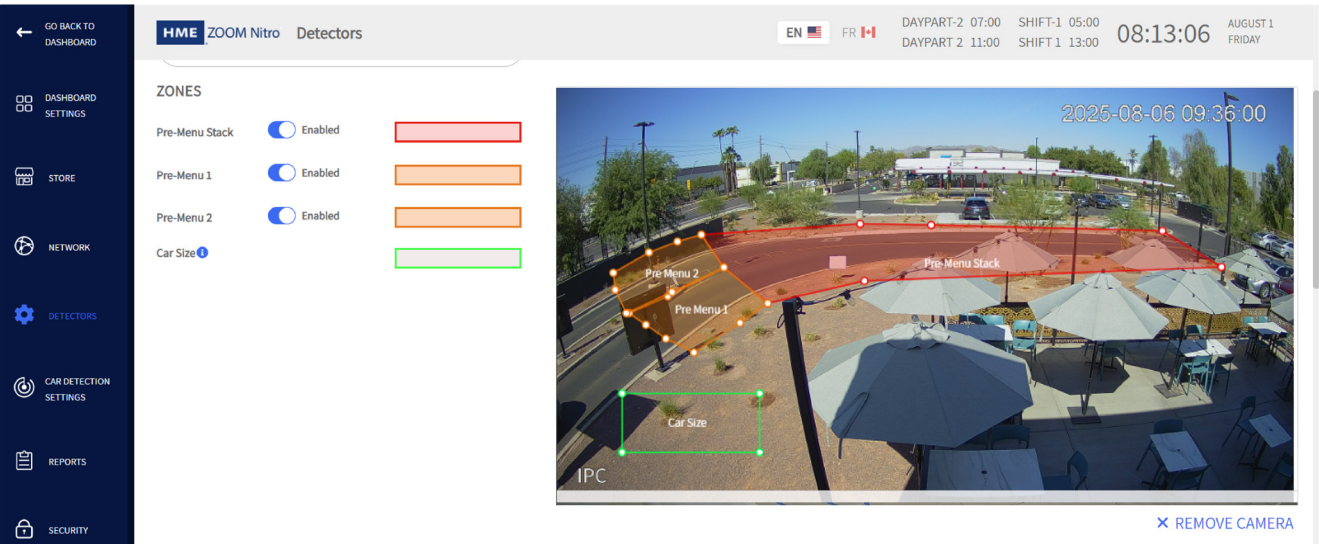 GO BACK TO
DASHBOARD
DASHBOARD
SETTINGS
STORE
NETWORK
DETECTORS
CAR DETECTION
SETTINGS
REPORTS
SECURITY
HME ZOOM Nitro Detectors
EN FR
DAYPART-2 07:00 SHIFT-1 05:00
DAYPART 2 11:00 SHIFT 1 13:00
08:13:06
AUGUST 1
FRIDAY
ZONES
Pre-Menu Stack Enabled
Pre-Menu 1 Enabled
Pre-Menu 2 Enabled
Car Size
2025-08-06 09:36:00
Pre-Menu Stack
Pre Menu 2
Pre Menu 1
Car Size
IPC
× REMOVE CAMERA